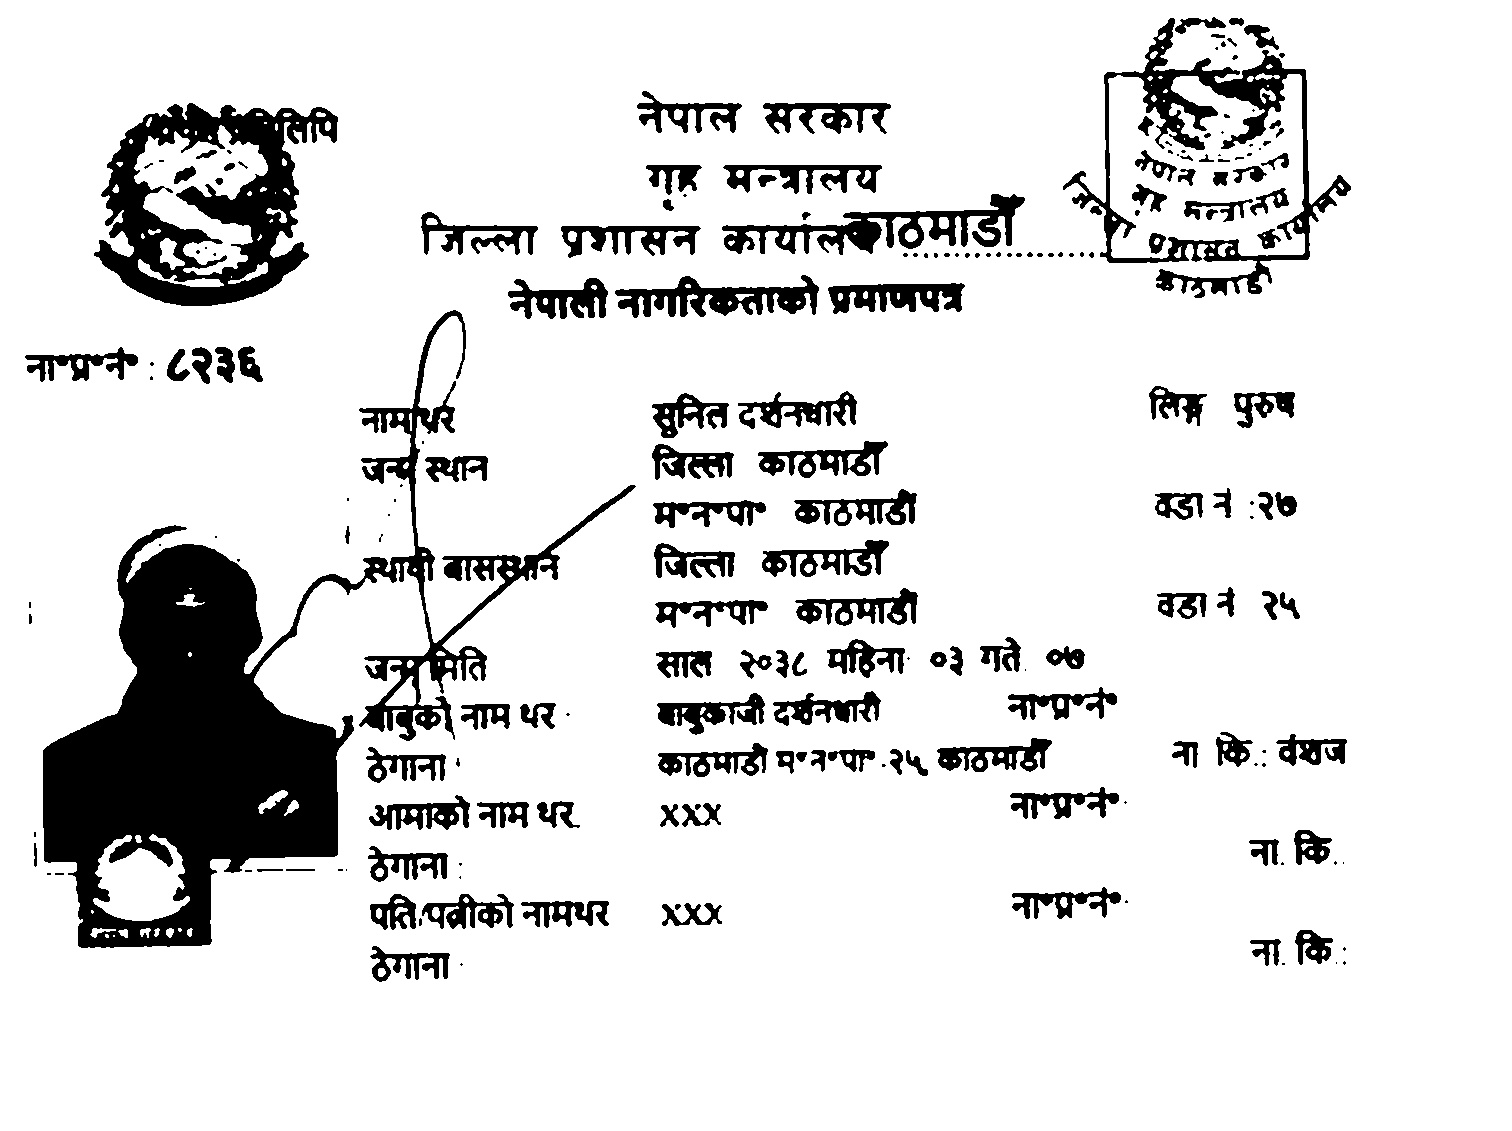 प्रतिलिपि
नेपाल सरकार
गृह मन्त्रालय
जिल्ला प्रशासन कार्यालय काठमाडौं
नेपाल सरकार
गृह मन्त्रालय
जिल्ला प्रशासन कार्यालय
काठमाडौं
नेपाली नागरिकताको प्रमाणपत्र
ना॰प्र॰नं॰ : ८२३६
नाम थर सुनिल दर्शनधारी लिङ्ग पुरुष
जन्म स्थान जिल्ला काठमाडौं
म॰न॰पा॰ काठमाडौं वडा नं : २७
स्थायी बासस्थान जिल्ला काठमाडौं
म॰न॰पा॰ काठमाडौं वडा नं २५
जन्म मिति साल २०३८ महिना ०३ गते ०७
बाबुको नाम थर बाबुकाजी दर्शनधारी ना॰प्र॰नं॰
ठेगाना काठमाडौं म॰न॰पा॰ २५ काठमाडौं ना कि : वंशज
आमाको नाम थर xxx ना॰प्र॰नं॰
ठेगाना : ना. कि.
पति/पत्नीको नामथर xxx ना॰प्र॰नं॰
ठेगाना ना. कि :
नेपाल सरकार